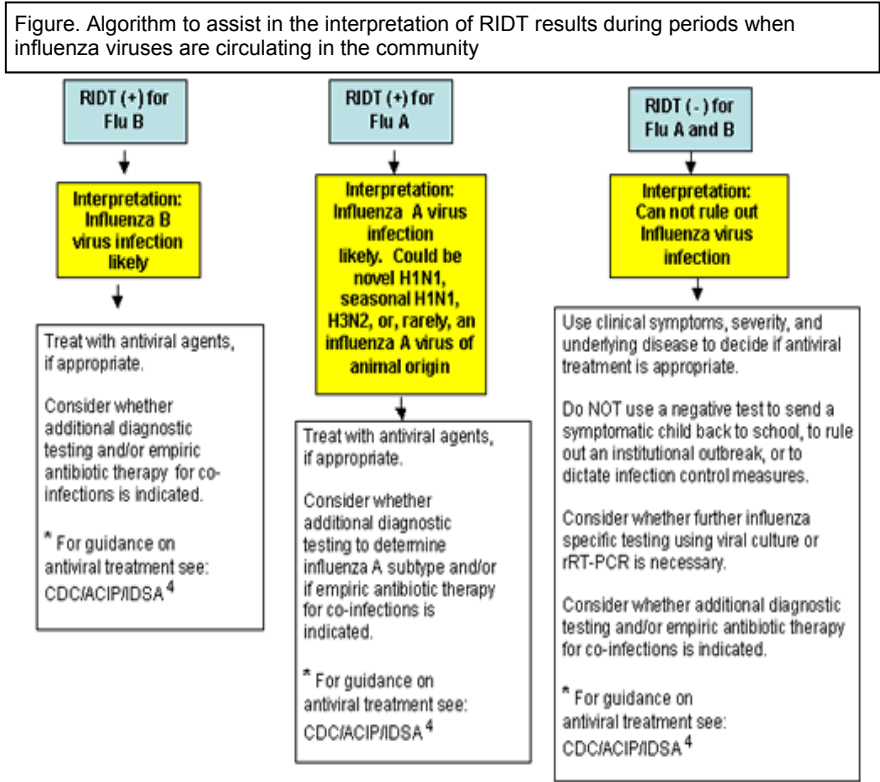 Figure. Algorithm to assist in the interpretation of RIDT results during periods when
influenza viruses are circulating in the community
RIDT (+) for
Flu B
Interpretation:
Influenza B
virus infection
likely
Treat with antiviral agents,
if appropriate.
Consider whether
additional diagnostic
testing and/or empiric
antibiotic therapy for co-
infections is indicated.
* For guidance on
antiviral treatment see:
CDC/ACIP/IDSA 4
RIDT (+) for
Flu A
Interpretation:
Influenza A virus
infection
likely. Could be
novel H1N1,
seasonal H1N1,
H3N2, or, rarely, an
influenza A virus of
animal origin
Treat with antiviral agents,
if appropriate.
Consider whether
additional diagnostic
testing to determine
influenza A subtype and/or
if empiric antibiotic therapy
for co-infections is
indicated.
* For guidance on
antiviral treatment see:
CDC/ACIP/IDSA 4
RIDT (-) for
Flu A and B
Interpretation:
Can not rule out
Influenza virus
infection
Use clinical symptoms, severity, and
underlying disease to decide if antiviral
treatment is appropriate.
Do NOT use a negative test to send a
symptomatic child back to school, to rule
out an institutional outbreak, or to
dictate infection control measures.
Consider whether further influenza
specific testing using viral culture or
rRT-PCR is necessary.
Consider whether additional diagnostic
testing and/or empiric antibiotic therapy
for co-infections is indicated.
* For guidance on
antiviral treatment see:
CDC/ACIP/IDSA 4